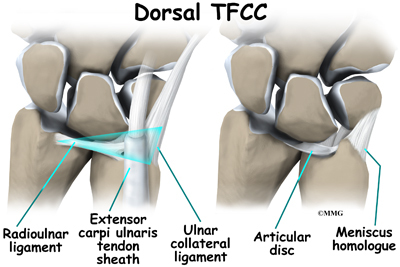 Dorsal TFCC
©MMG
Radioulnar
ligament
Extensor
carpi ulnaris
tendon
sheath
Ulnar
collateral
ligament
Articular
disc
Meniscus
homologue